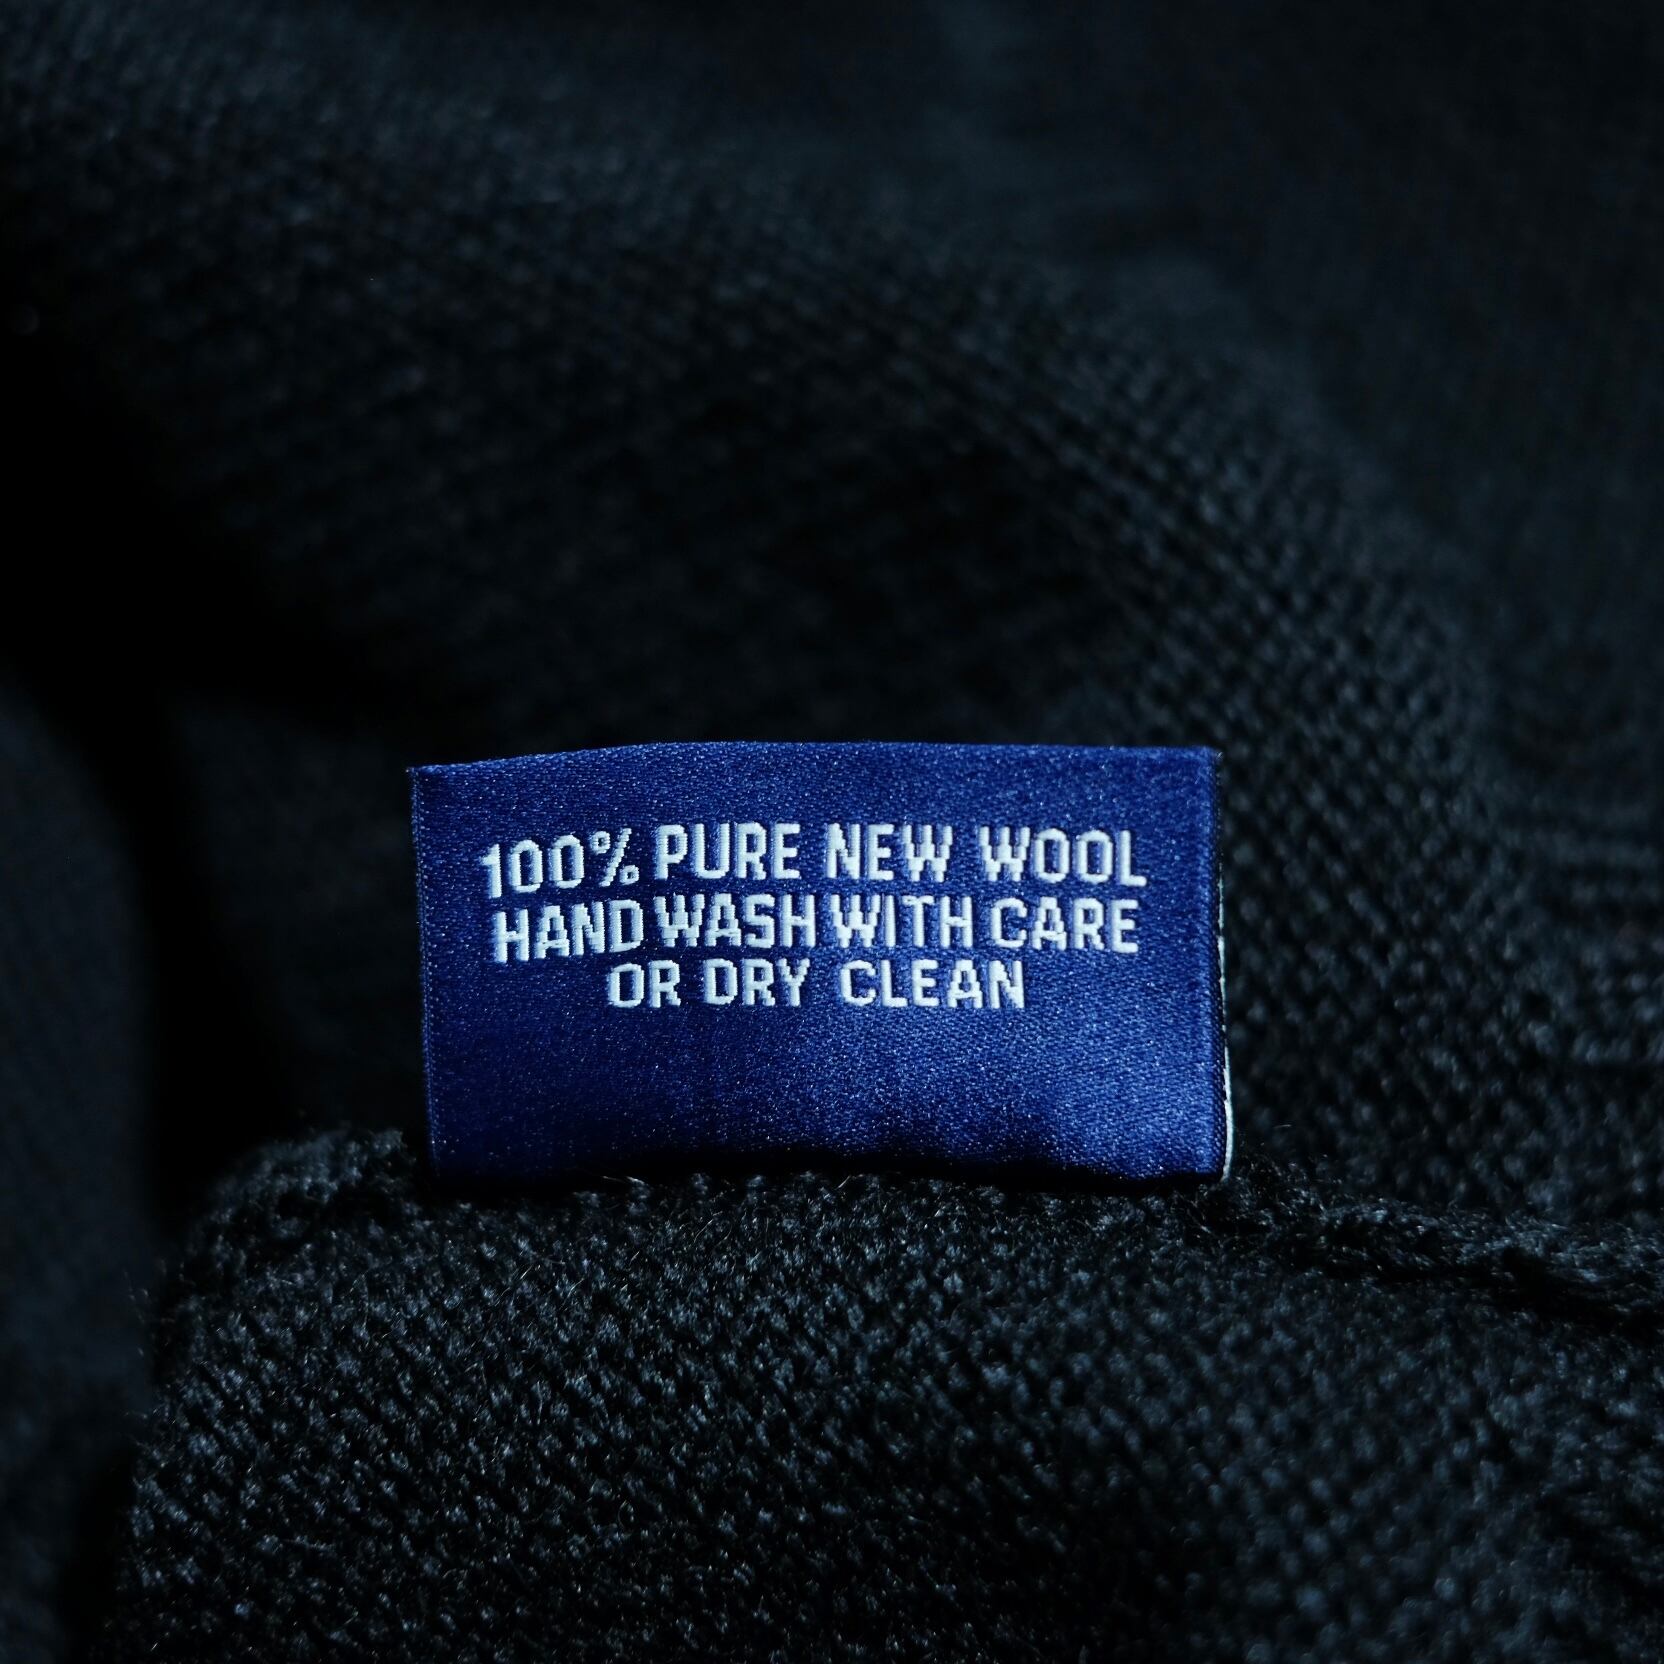 100% PURE NEW WOOL
HAND WASH WITH CARE
OR DRY CLEAN